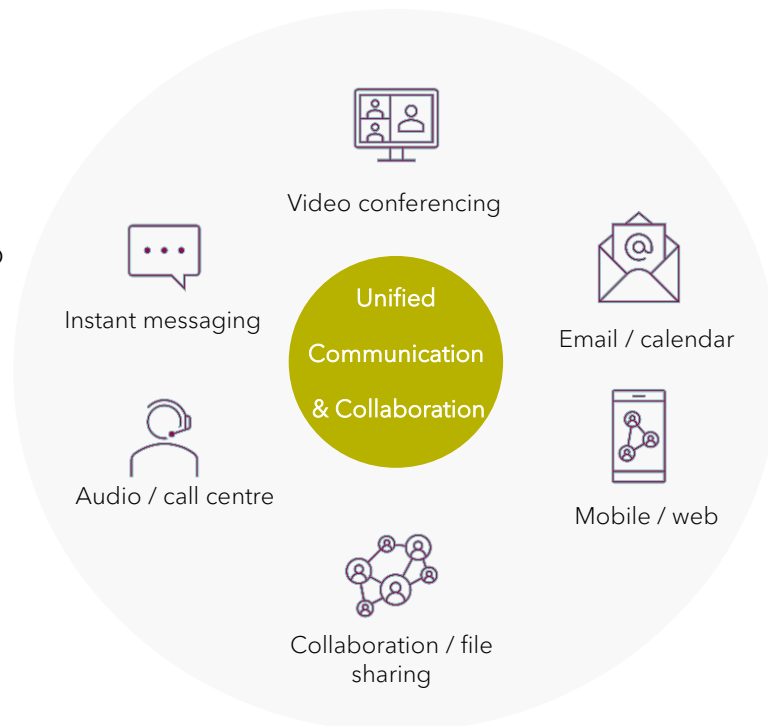 Video conferencing
Instant messaging
Email / calendar
Unified
Communication
& Collaboration
Audio / call centre
Mobile / web
Collaboration / file
sharing